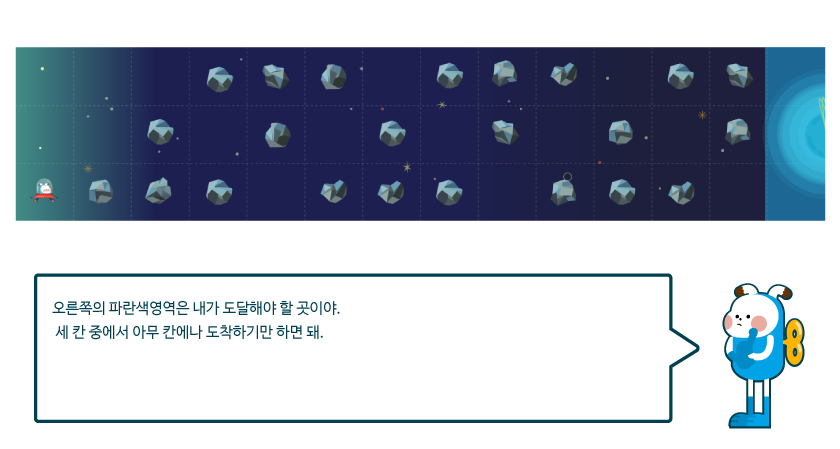 오른쪽의 파란색영역은 내가 도달해야 할 곳이야.
세 칸 중에서 아무 칸에나 도착하기만 하면 돼.